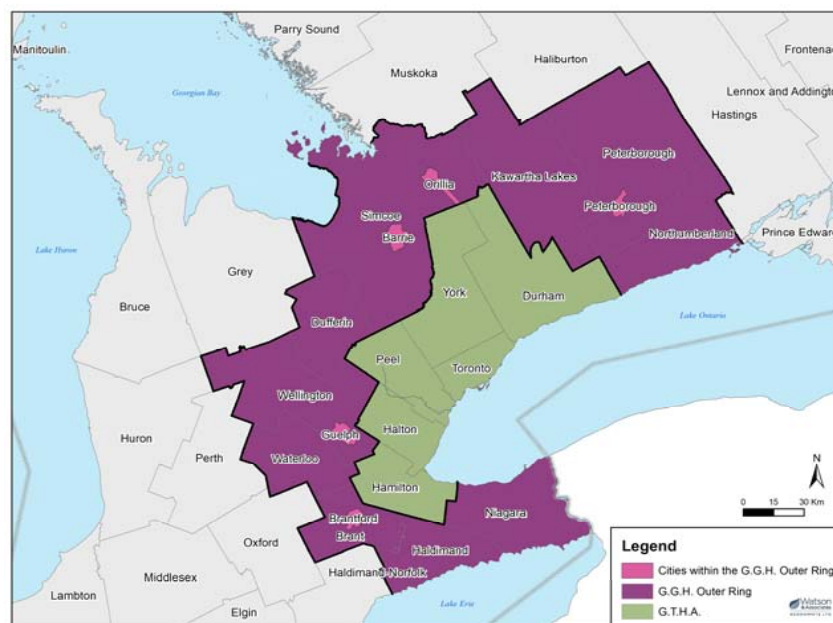 Parry Sound
Manitoulin
Haliburton
Frontenac
Muskoka
Georgian Bay
Lennox and Addington
Hastings
Peterborough
Kawartha Lakes
Orillia
Peterborough
Simcoe
Barrie
Northumberland
Prince Edward
Lake Huron
Grey
York
Durham
Bruce
Lake Ontario
Dufferin
Peel
Toronto
Wellington
Halton
Guelph
Huron
Perth
Waterloo
N
Hamilton
0 15 30 Km
Niagara
Brantford
Brant
Oxford
Haldimand
Legend
Middlesex
Haldimand-Norfolk
Cities within the G.G.H. Outer Ring
Lambton
G.G.H. Outer Ring
Elgin
Lake Erie
G.T.H.A.
Watson
& Associates
ECONOMISTS LTD.